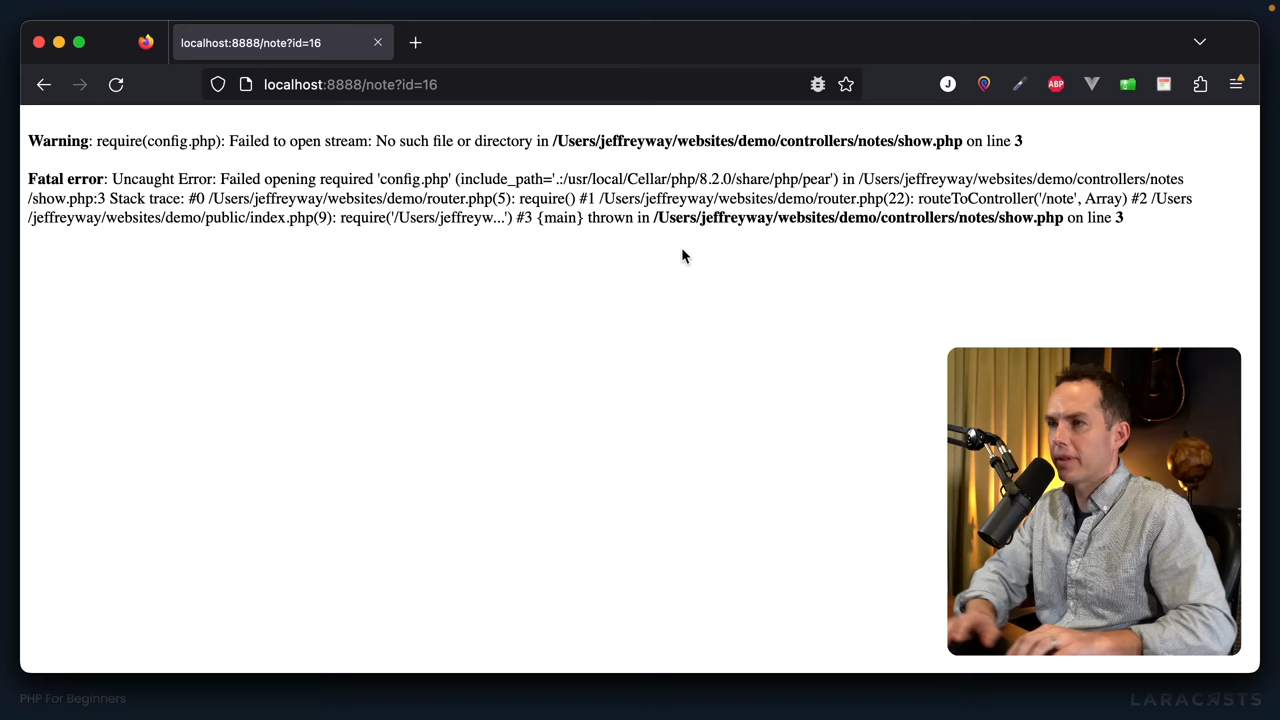 localhost:8888/note?id=16
localhost:8888/note?id=16
J
ABP
Warning: require(config.php): Failed to open stream: No such file or directory in /Users/jeffreyway/websites/demo/controllers/notes/show.php on line 3
Fatal error: Uncaught Error: Failed opening required 'config.php' (include_path='.:/usr/local/Cellar/php/8.2.0/share/php/pear') in /Users/jeffreyway/websites/demo/controllers/notes
/show.php:3 Stack trace: #0 /Users/jeffreyway/websites/demo/router.php(5): require() #1 /Users/jeffreyway/websites/demo/router.php(22): routeToController('/note', Array) #2 /Users
/jeffreyway/websites/demo/public/index.php(9): require('/Users/jeffreyw...') #3 {main} thrown in /Users/jeffreyway/websites/demo/controllers/notes/show.php on line 3
PHP For Beginners
LARACASTS